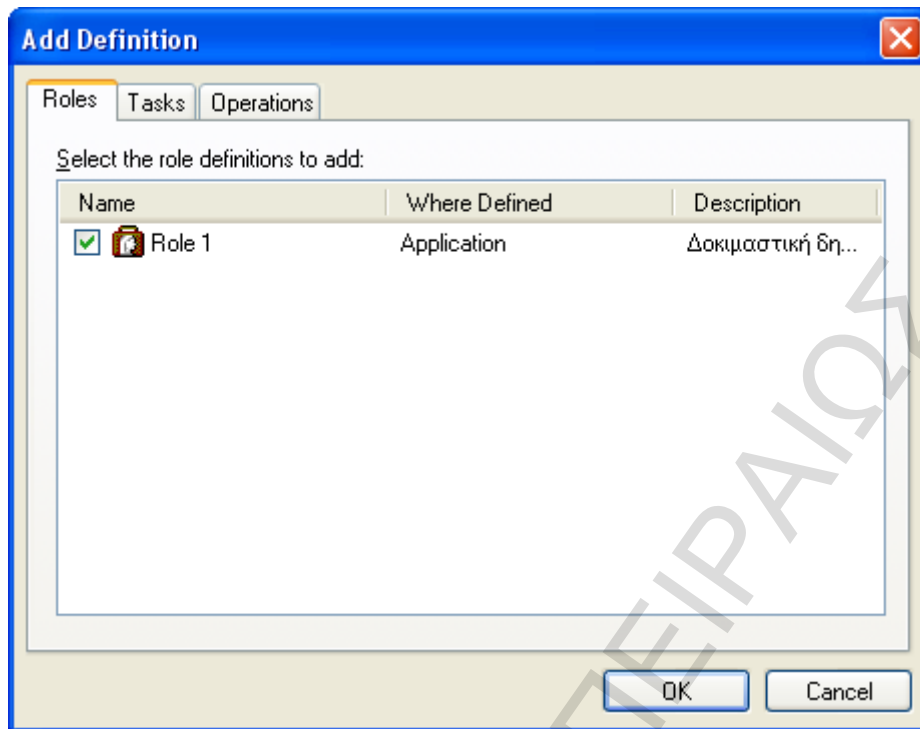 Add Definition
Roles Tasks Operations
Select the role definitions to add:
Name Where Defined Description
Role 1 Application Δοκιμαστική δη...
OK Cancel
ΠΕΙΡΑΙΩΣ